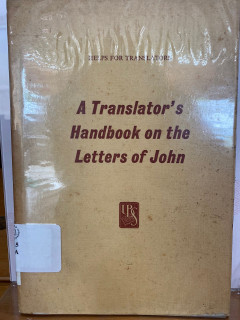 HELPS FOR TRANSLATORS
A Translator's
Handbook on the
Letters of John
UBS